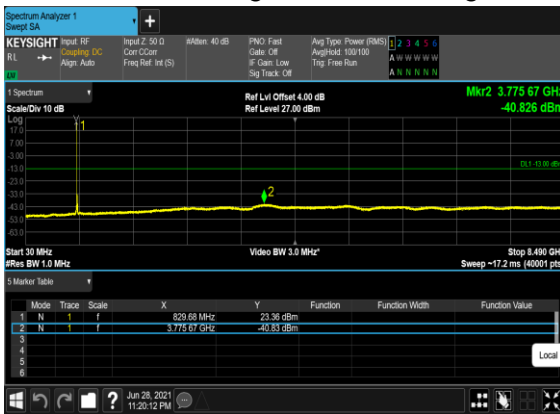 Spectrum Analyzer 1
Swept SA
+
KEYSIGHT
Input: RF
Input Z: 50 Ω
#Atten: 40 dB
PNO: Fast
Avg Type: Power (RMS)
1 2 3 4 5 6
RL
Coupling: DC
Corr CCorr
Gate: Off
Avg|Hold: 100/100
A W W W W W
Align: Auto
Freq Ref: Int (S)
IF Gain: Low
Trig: Free Run
Sig Track: Off
A N N N N N
LV
1 Spectrum
Ref Lvl Offset 4.00 dB
Mkr2 3.775 67 GHz
Scale/Div 10 dB
Ref Level 27.00 dBm
-40.826 dBm
Log
1
17.0
7.00
-3.00
-13.0
DL1 -13.00 dBm
-23.0
-33.0
2
-43.0
-53.0
-63.0
Start 30 MHz
Video BW 3.0 MHz*
Stop 8.490 GH
#Res BW 1.0 MHz
Sweep ~17.2 ms (40001 pts
5 Marker Table
Mode Trace Scale X Y Function Function Width Function Value
1 N 1 f 829.68 MHz 23.36 dBm
2 N 1 f 3.775 67 GHz -40.83 dBm
3
4
5
6
Local
?
Jun 28, 2021
11:20:12 PM